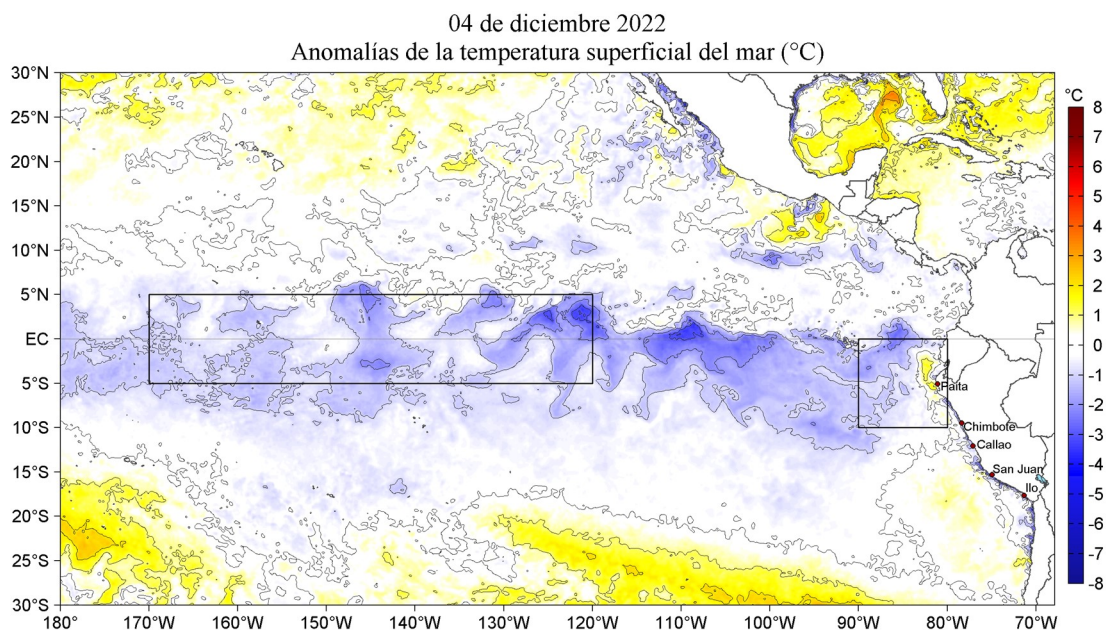 04 de diciembre 2022
Anomalías de la temperatura superficial del mar (°C)
30°N
25°N
20°N
15°N
10°N
5°N
EC
5°S
10°S
15°S
20°S
25°S
30°S
180
170°W
160°W
150°W
140°W
130°W
120°W
110°W
100°W
90°W
80°W
70°W
Paita
Chimbote
Callao
San Juan
Ilo
°C
8
7
6
5
4
3
2
1
0
-1
-2
-3
-4
-5
-6
-7
-8